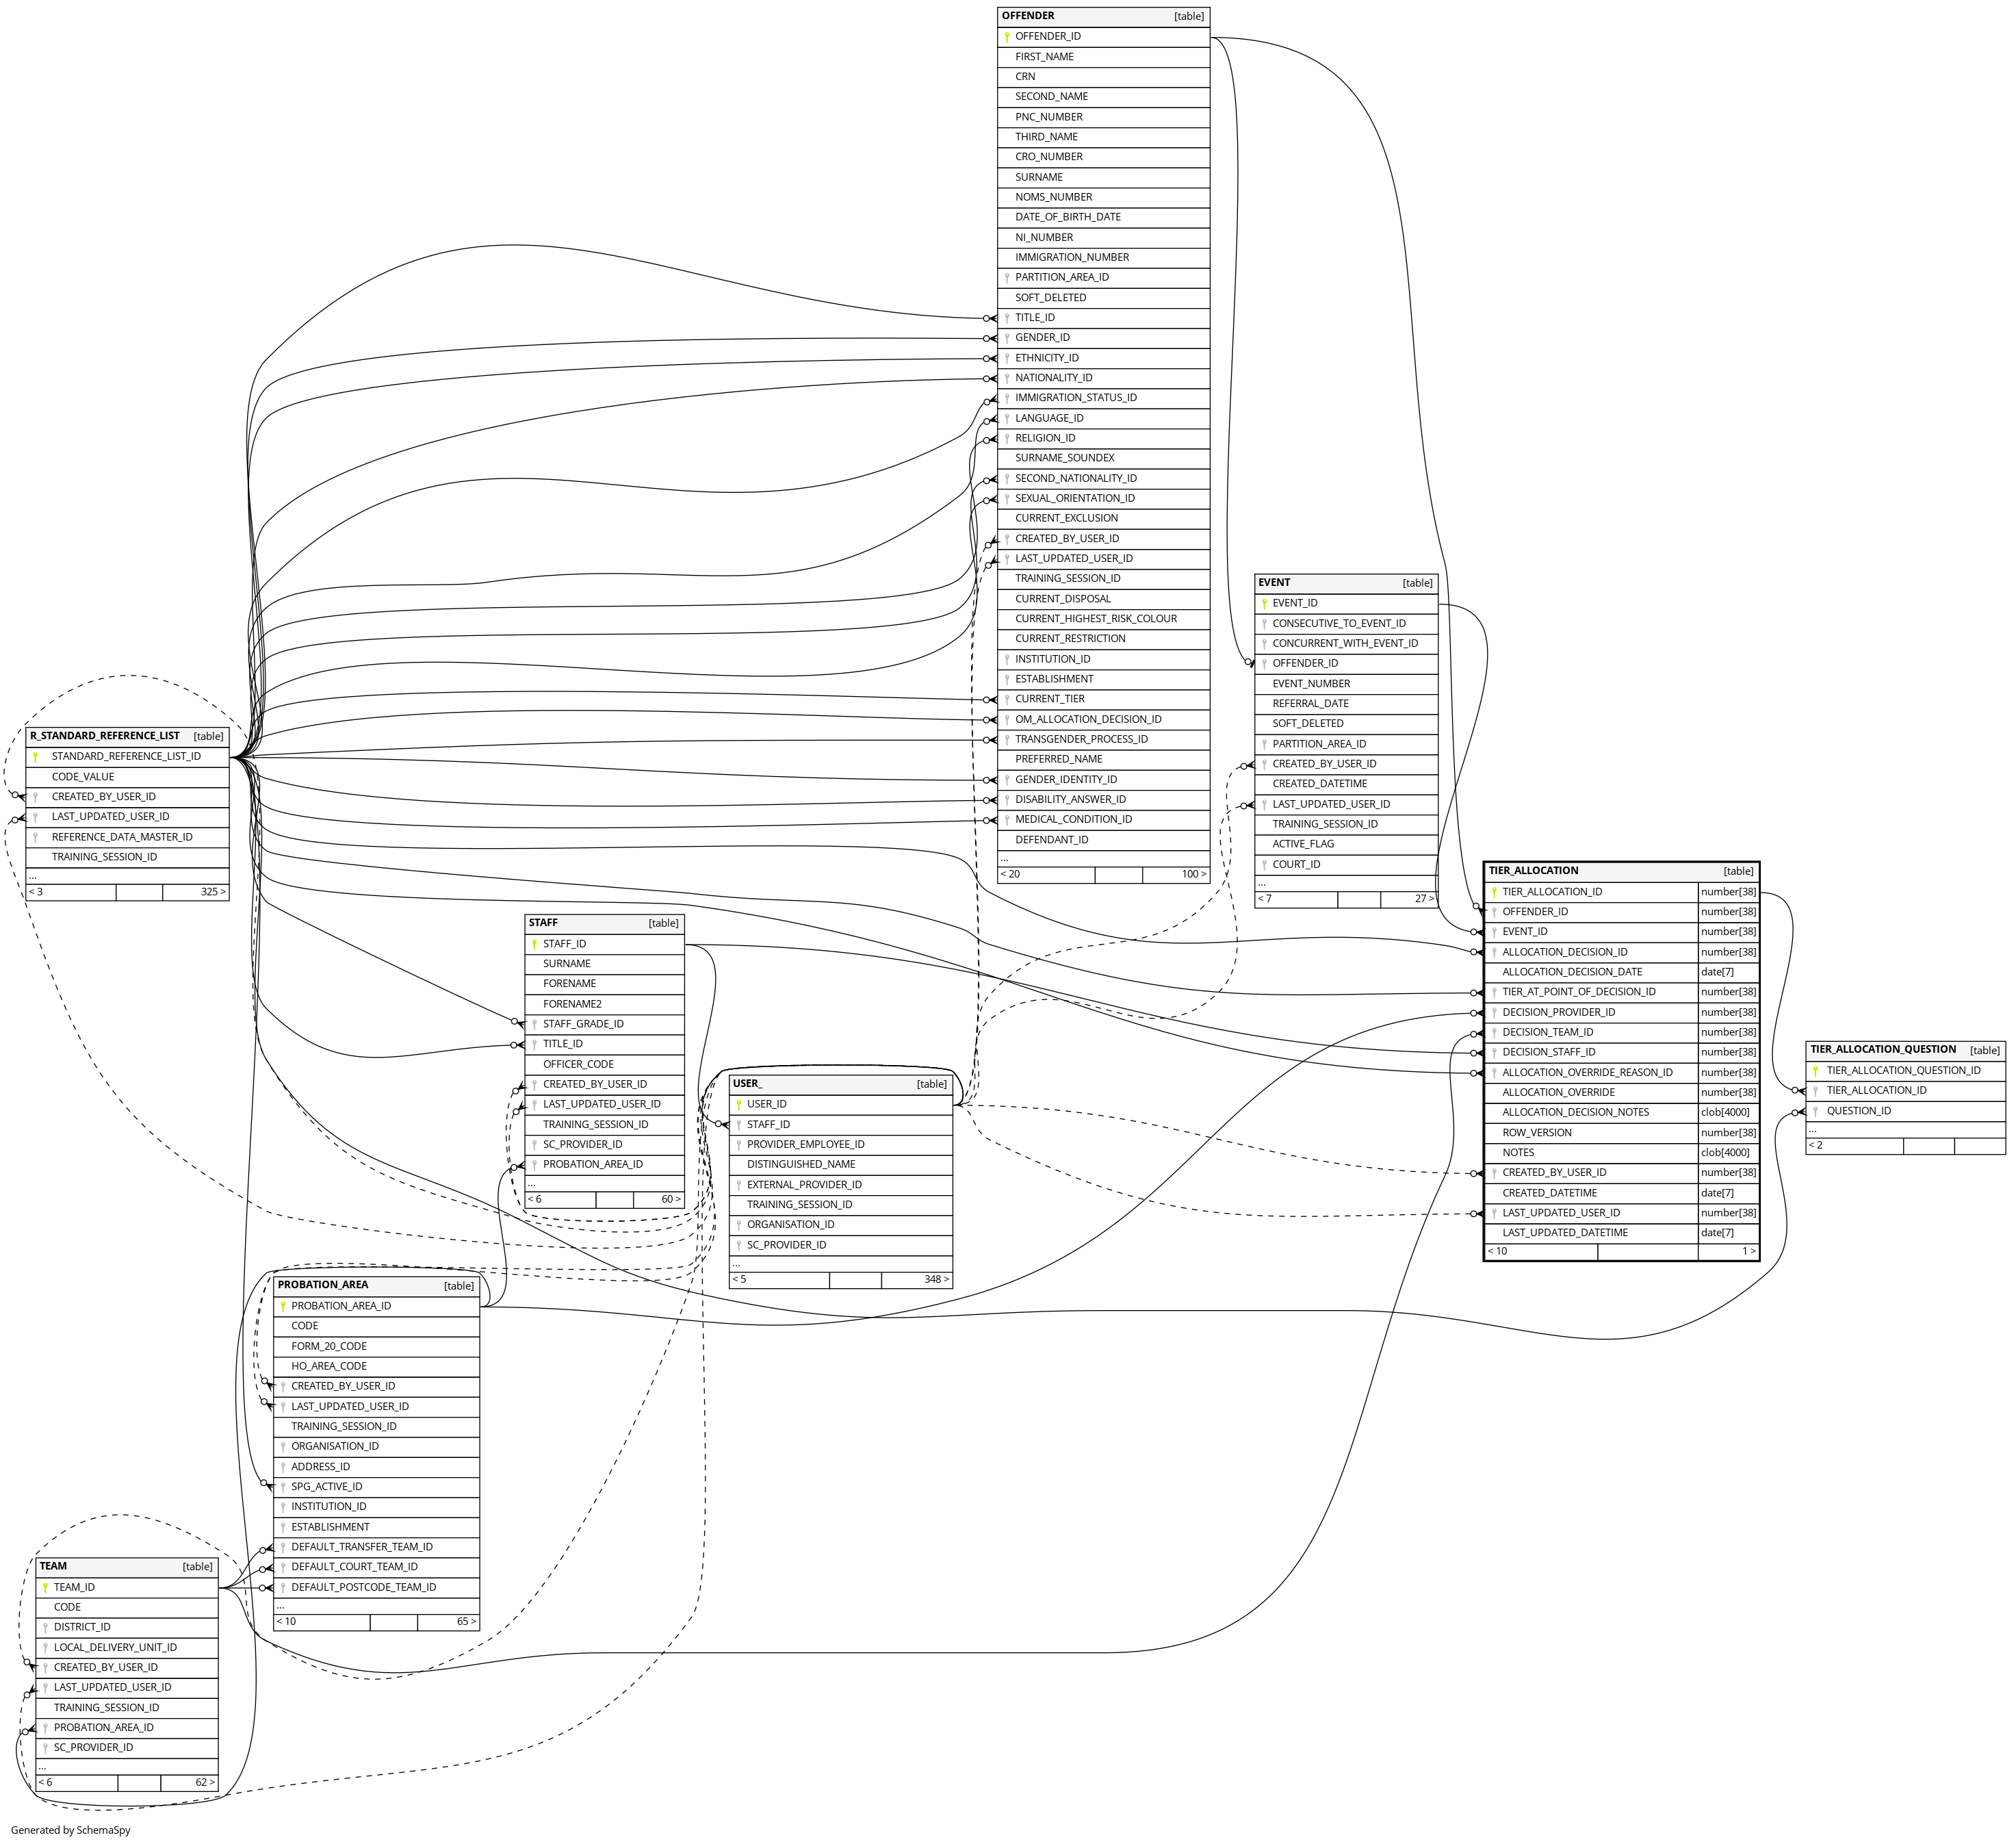 OFFENDER [table]
OFFENDER_ID
FIRST_NAME
CRN
SECOND_NAME
PNC_NUMBER
THIRD_NAME
CRO_NUMBER
SURNAME
NOMS_NUMBER
DATE_OF_BIRTH_DATE
NI_NUMBER
IMMIGRATION_NUMBER
PARTITION_AREA_ID
SOFT_DELETED
TITLE_ID
GENDER_ID
ETHNICITY_ID
NATIONALITY_ID
IMMIGRATION_STATUS_ID
LANGUAGE_ID
RELIGION_ID
SURNAME_SOUNDEX
SECOND_NATIONALITY_ID
SEXUAL_ORIENTATION_ID
CURRENT_EXCLUSION
CREATED_BY_USER_ID
LAST_UPDATED_USER_ID
TRAINING_SESSION_ID
CURRENT_DISPOSAL
CURRENT_HIGHEST_RISK_COLOUR
CURRENT_RESTRICTION
INSTITUTION_ID
ESTABLISHMENT
CURRENT_TIER
OM_ALLOCATION_DECISION_ID
TRANSGENDER_PROCESS_ID
PREFERRED_NAME
GENDER_IDENTITY_ID
DISABILITY_ANSWER_ID
MEDICAL_CONDITION_ID
DEFENDANT_ID
...
< 20 100 >
EVENT [table]
EVENT_ID
CONSECUTIVE_TO_EVENT_ID
CONCURRENT_WITH_EVENT_ID
OFFENDER_ID
EVENT_NUMBER
REFERRAL_DATE
SOFT_DELETED
PARTITION_AREA_ID
CREATED_BY_USER_ID
CREATED_DATETIME
LAST_UPDATED_USER_ID
TRAINING_SESSION_ID
ACTIVE_FLAG
COURT_ID
...
< 7 27 >
R_STANDARD_REFERENCE_LIST [table]
STANDARD_REFERENCE_LIST_ID
CODE_VALUE
CREATED_BY_USER_ID
LAST_UPDATED_USER_ID
REFERENCE_DATA_MASTER_ID
TRAINING_SESSION_ID
...
< 3 325 >
TIER_ALLOCATION [table]
TIER_ALLOCATION_ID number[38]
OFFENDER_ID number[38]
EVENT_ID number[38]
ALLOCATION_DECISION_ID number[38]
ALLOCATION_DECISION_DATE date[7]
TIER_AT_POINT_OF_DECISION_ID number[38]
DECISION_PROVIDER_ID number[38]
DECISION_TEAM_ID number[38]
DECISION_STAFF_ID number[38]
ALLOCATION_OVERRIDE_REASON_ID number[38]
ALLOCATION_OVERRIDE number[38]
ALLOCATION_DECISION_NOTES clob[4000]
ROW_VERSION number[38]
NOTES clob[4000]
CREATED_BY_USER_ID number[38]
CREATED_DATETIME date[7]
LAST_UPDATED_USER_ID number[38]
LAST_UPDATED_DATETIME date[7]
< 10 1 >
STAFF [table]
STAFF_ID
SURNAME
FORENAME
FORENAME2
STAFF_GRADE_ID
TITLE_ID
OFFICER_CODE
CREATED_BY_USER_ID
LAST_UPDATED_USER_ID
TRAINING_SESSION_ID
SC_PROVIDER_ID
PROBATION_AREA_ID
...
< 6 60 >
TIER_ALLOCATION_QUESTION [table]
TIER_ALLOCATION_QUESTION_ID
TIER_ALLOCATION_ID
QUESTION_ID
...
< 2
USER_ [table]
USER_ID
STAFF_ID
PROVIDER_EMPLOYEE_ID
DISTINGUISHED_NAME
EXTERNAL_PROVIDER_ID
TRAINING_SESSION_ID
ORGANISATION_ID
SC_PROVIDER_ID
...
< 5 348 >
PROBATION_AREA [table]
PROBATION_AREA_ID
CODE
FORM_20_CODE
HO_AREA_CODE
CREATED_BY_USER_ID
LAST_UPDATED_USER_ID
TRAINING_SESSION_ID
ORGANISATION_ID
ADDRESS_ID
SPG_ACTIVE_ID
INSTITUTION_ID
ESTABLISHMENT
DEFAULT_TRANSFER_TEAM_ID
DEFAULT_COURT_TEAM_ID
DEFAULT_POSTCODE_TEAM_ID
...
< 10 65 >
TEAM [table]
TEAM_ID
CODE
DISTRICT_ID
LOCAL_DELIVERY_UNIT_ID
CREATED_BY_USER_ID
LAST_UPDATED_USER_ID
TRAINING_SESSION_ID
PROBATION_AREA_ID
SC_PROVIDER_ID
...
< 6 62 >
Generated by SchemaSpy